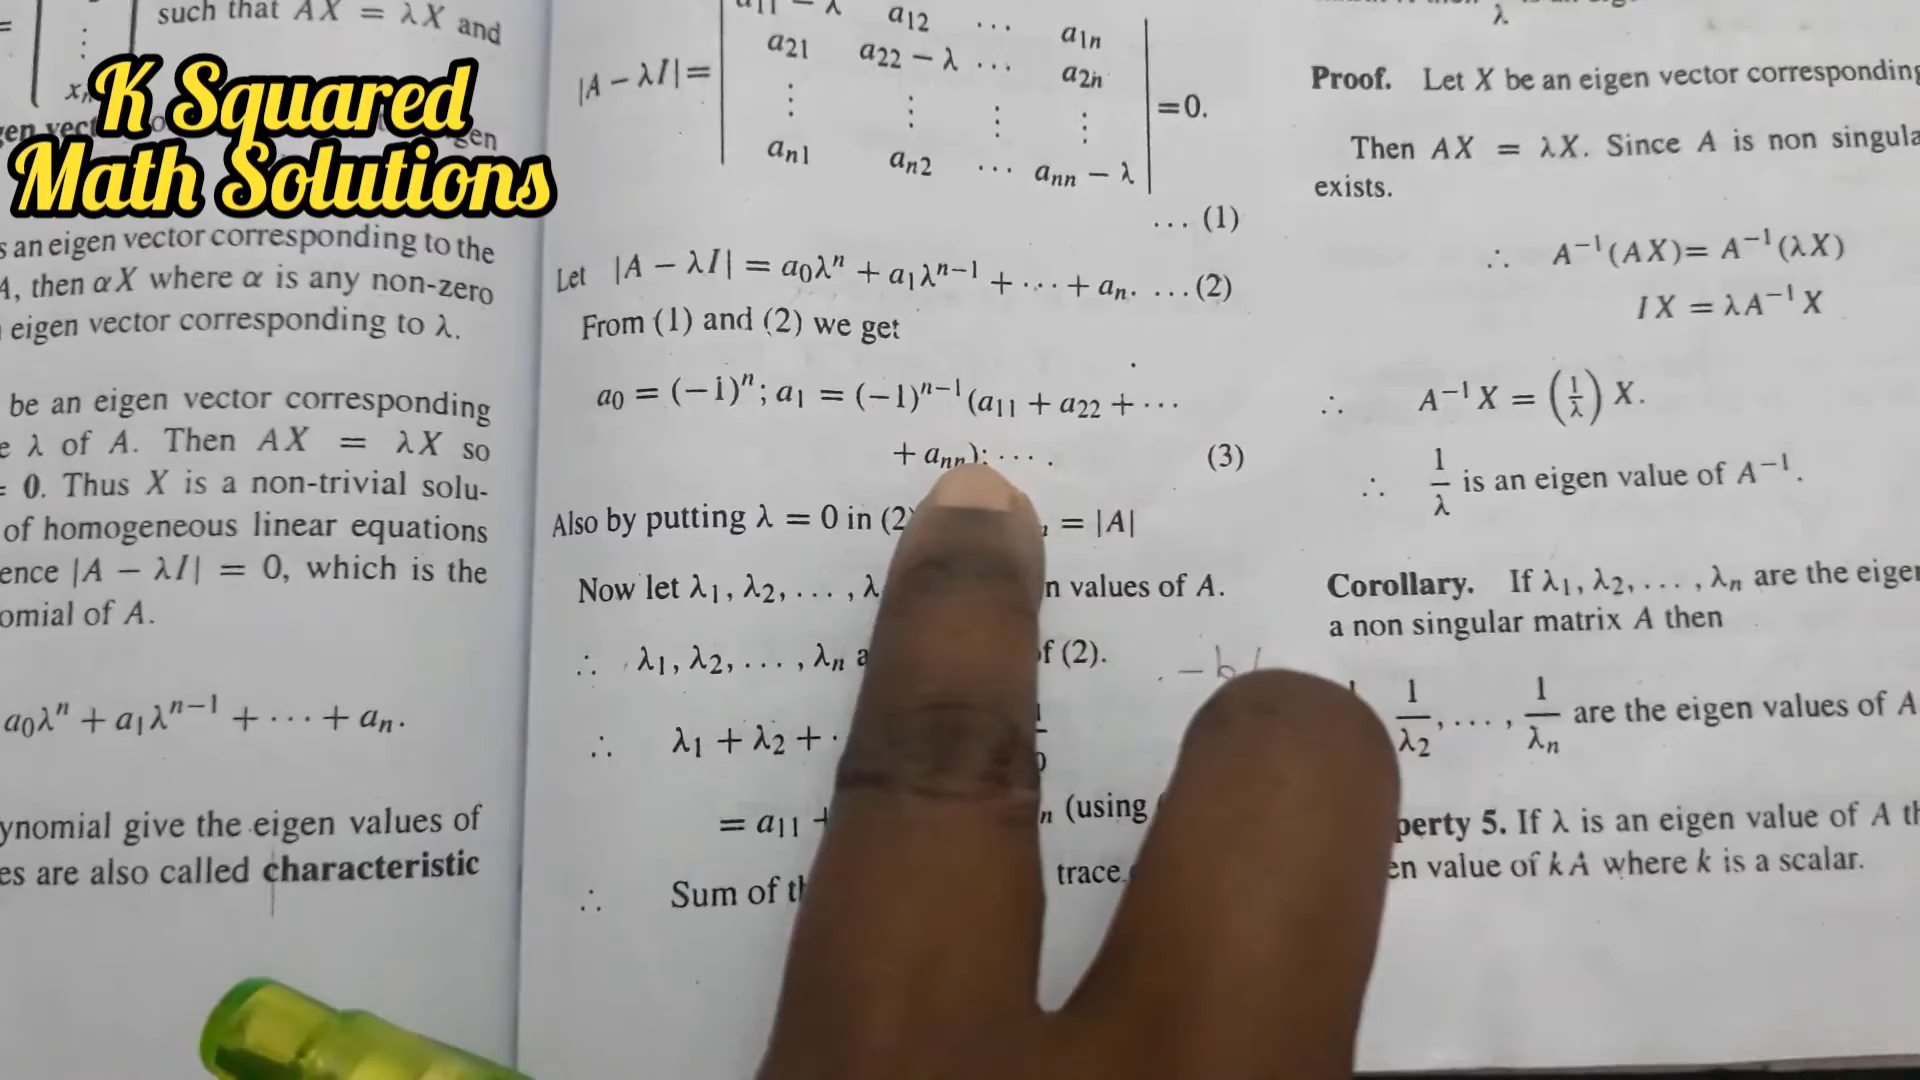 such that AX = λX and
K Squared
Math Solutions
s an eigen vector corresponding to the
A, then αX where α is any non-zero
eigen vector corresponding to λ.
be an eigen vector corresponding
λ of A. Then AX = λX so
= 0. Thus X is a non-trivial solu-
of homogeneous linear equations
ence |A − λI| = 0, which is the
omial of A.
a₀λⁿ + a₁λⁿ⁻¹ + ⋯ + aₙ.
ynomial give the eigen values of
es are also called characteristic
a₁₁ − λ a₁₂ ⋯ a₁ₙ
|A − λI| = a₂₁ a₂₂ − λ ⋯ a₂ₙ = 0.
⋮ ⋮ ⋮ ⋮
aₙ₁ aₙ₂ ⋯ aₙₙ − λ
... (1)
Let |A − λI| = a₀λⁿ + a₁λⁿ⁻¹ + ⋯ + aₙ. ...(2)
From (1) and (2) we get
a₀ = (−1)ⁿ; a₁ = (−1)ⁿ⁻¹(a₁₁ + a₂₂ + ⋯
+ aₙₙ); ⋯ . (3)
Also by putting λ = 0 in (2) = |A|
Now let λ₁, λ₂, ..., λ n values of A.
∴ λ₁, λ₂, ..., λₙ a f (2).
∴ λ₁ + λ₂ + ·
= a₁₁ + n (using
∴ Sum of th trace
− b/
λ
Proof. Let X be an eigen vector corresponding
Then AX = λX. Since A is non singula
exists.
∴ A⁻¹(AX)= A⁻¹(λX)
IX = λA⁻¹X
∴ A⁻¹X = (1/λ) X.
∴ 1/λ is an eigen value of A⁻¹.
Corollary. If λ₁, λ₂, ..., λₙ are the eigen
a non singular matrix A then
1/λ₂, ..., 1/λₙ are the eigen values of A
perty 5. If λ is an eigen value of A th
en value of kA where k is a scalar.